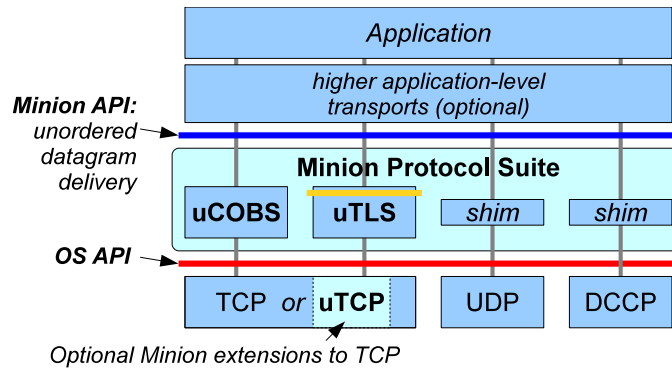 Application
higher application-level
transports (optional)
Minion API:
unordered
datagram
delivery
Minion Protocol Suite
uCOBS
uTLS
shim
shim
OS API
TCP or uTCP
UDP
DCCP
Optional Minion extensions to TCP